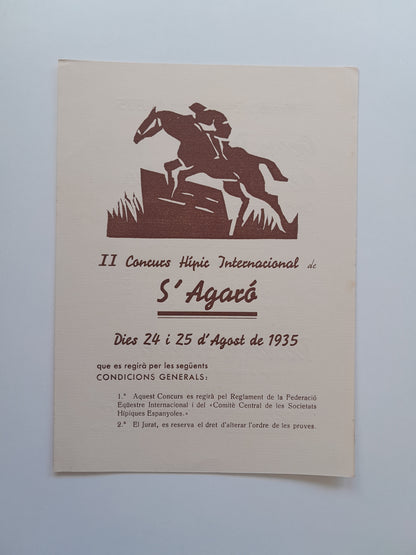 II Concurs Hípic Internacional de
S'Agaró
Dies 24 i 25 d'Agost de 1935
que es regirà per les següents
CONDICIONS GENERALS:
1.ª Aquest Concurs es regirà pel Reglament de la Federació
Eqüestre Internacional i del «Comitè Central de les Societats
Hípiques Espanyoles.»
2.ª El Jurat, es reserva el dret d'alterar l'ordre de les proves.